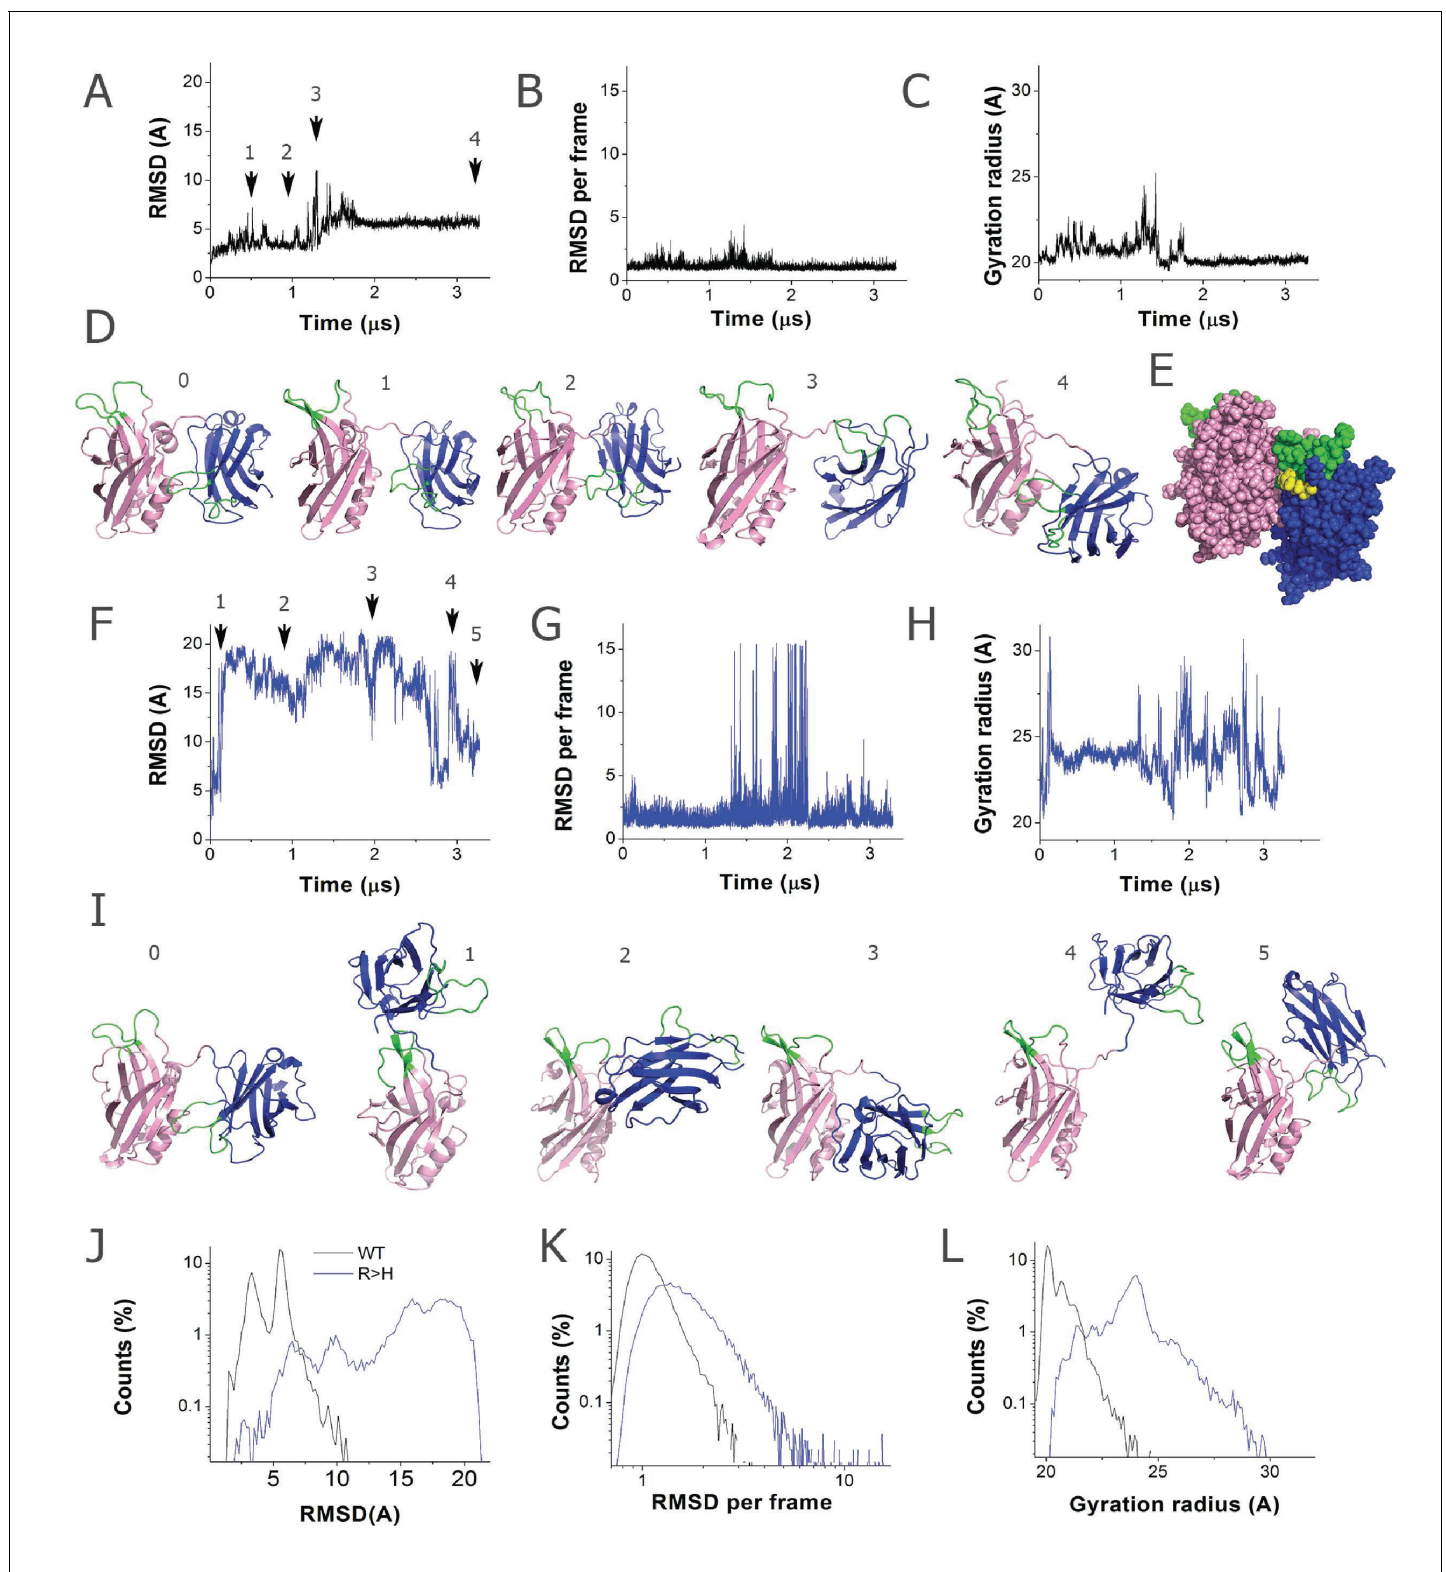 A
RMSD (A)
20
15
10
5
0
0 1 2 3
Time (μs)
1
2
3
4
B
RMSD per frame
15
10
5
0
0 1 2 3
Time (μs)
C
Gyration radius (A)
30
25
20
0 1 2 3
Time (μs)
D
0
1
2
3
4
E
F
RMSD (A)
20
15
10
5
0
0 1 2 3
Time (μs)
1
2
3
4
5
G
RMSD per frame
15
10
5
0
0 1 2 3
Time (μs)
H
Gyration radius (A)
30
25
20
0 1 2 3
Time (μs)
I
0
1
2
3
4
5
J
WT
R>H
Counts (%)
10
1
0.1
5 10 15 20
RMSD(A)
K
Counts (%)
10
1
0.1
1 10
RMSD per frame
L
Counts (%)
10
1
0.1
20 25 30
Gyration radius (A)